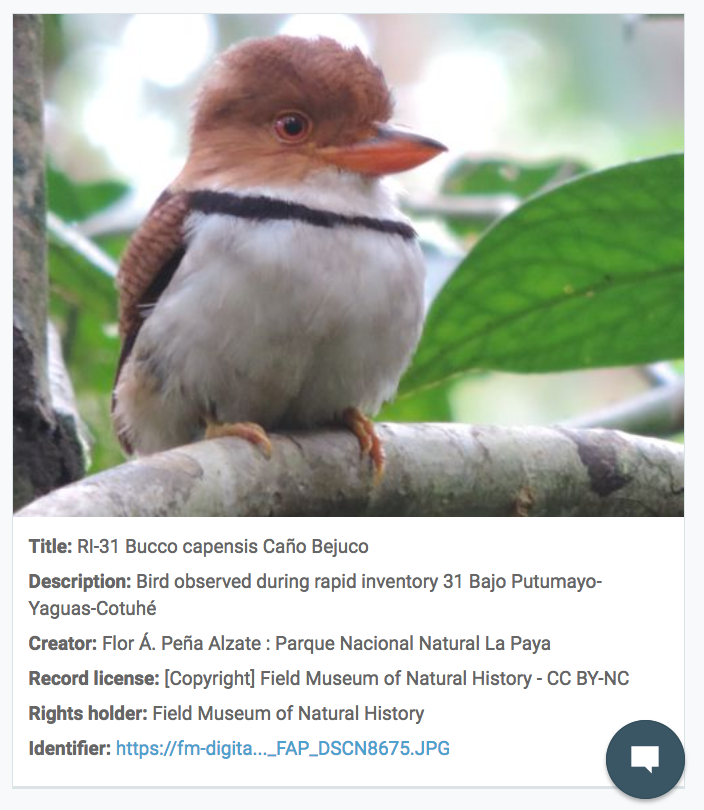 Title: RI-31 Bucco capensis Caño Bejuco
Description: Bird observed during rapid inventory 31 Bajo Putumayo-
Yaguas-Cotuhé
Creator: Flor Á. Peña Alzate : Parque Nacional Natural La Paya
Record license: [Copyright] Field Museum of Natural History - CC BY-NC
Rights holder: Field Museum of Natural History
Identifier: https://fm-digita..._FAP_DSCN8675.JPG